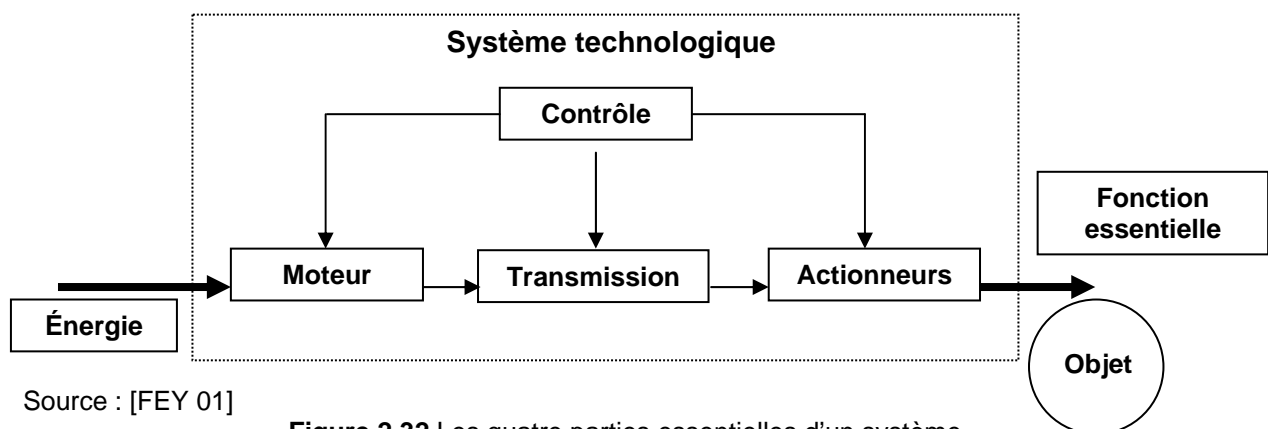 Système technologique
Contrôle
Fonction
essentielle
Moteur
Transmission
Actionneurs
Énergie
Objet
Source : [FEY 01]
Figure 2.32 Les quatre parties essentielles d'un système